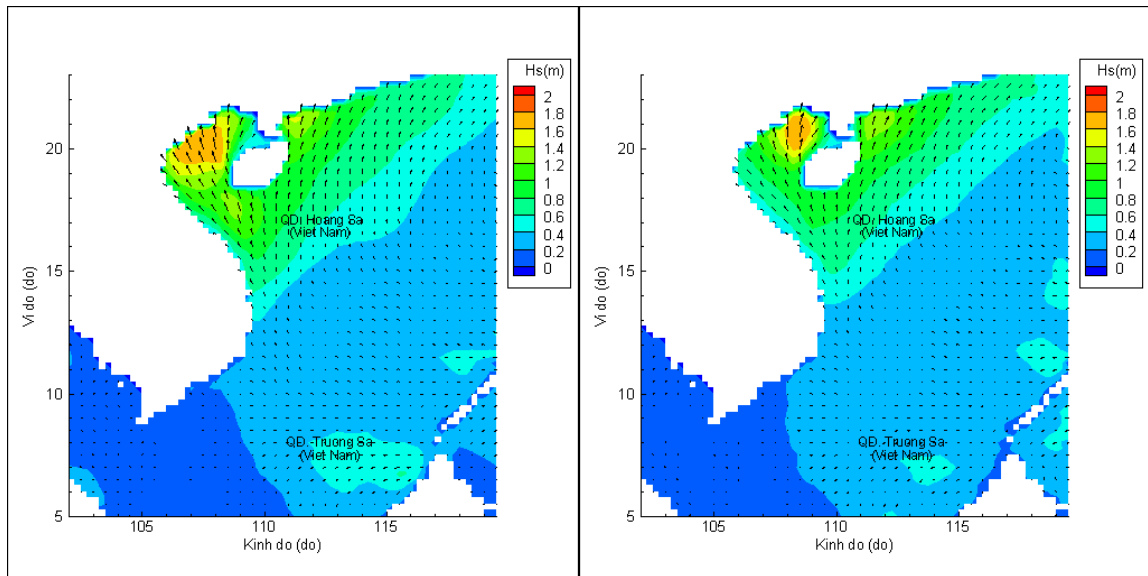 Hs(m)
2
1.8
1.6
1.4
1.2
1
0.8
0.6
0.4
0.2
0
20
15
10
5
Vi do (do)
QD. Hoang Sa
(Viet Nam)
QD. Truong Sa
(Viet Nam)
105
110
115
Kinh do (do)
Hs(m)
2
1.8
1.6
1.4
1.2
1
0.8
0.6
0.4
0.2
0
20
15
10
5
Vi do (do)
QD. Hoang Sa
(Viet Nam)
QD. Truong Sa
(Viet Nam)
105
110
115
Kinh do (do)